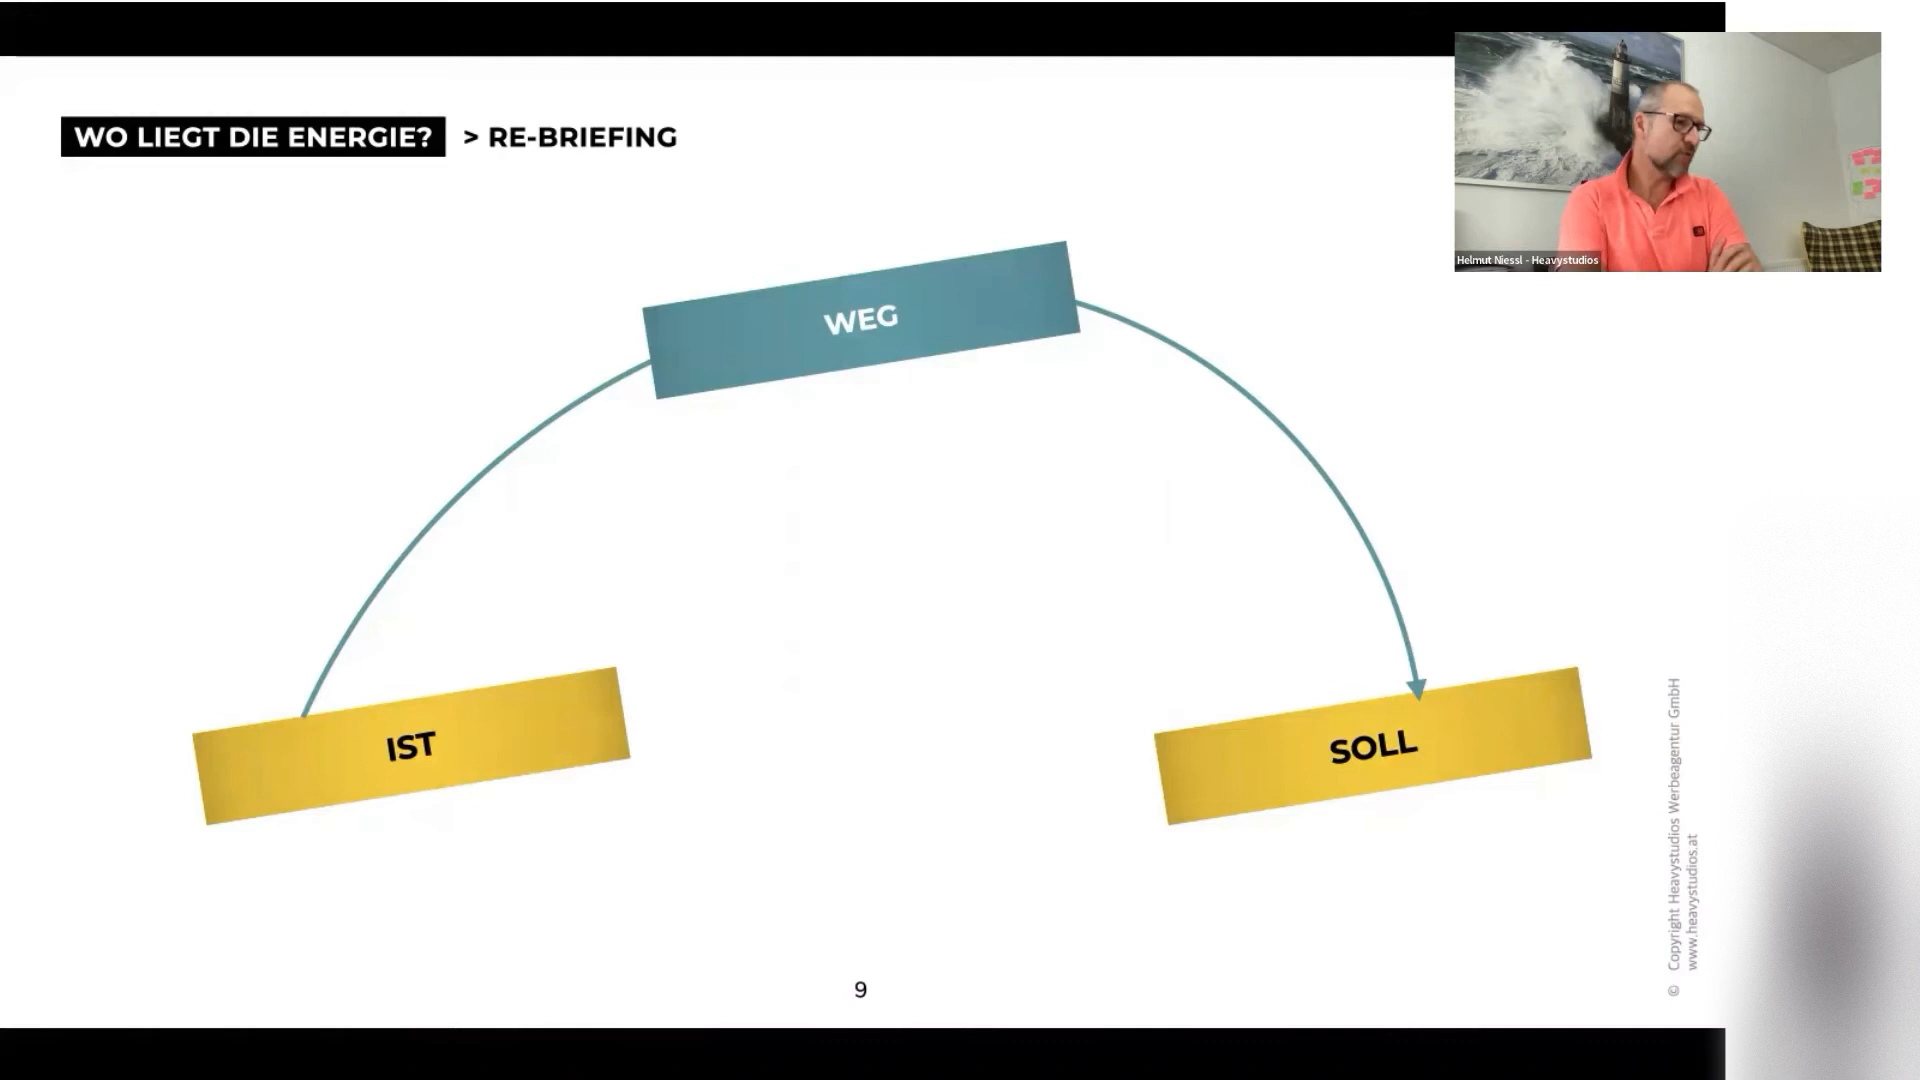 WO LIEGT DIE ENERGIE? > RE-BRIEFING
Helmut Niessl - Heavystudios
WEG
IST
SOLL
© Copyright Heavystudios Werbeagentur GmbH
www.heavystudios.at
9